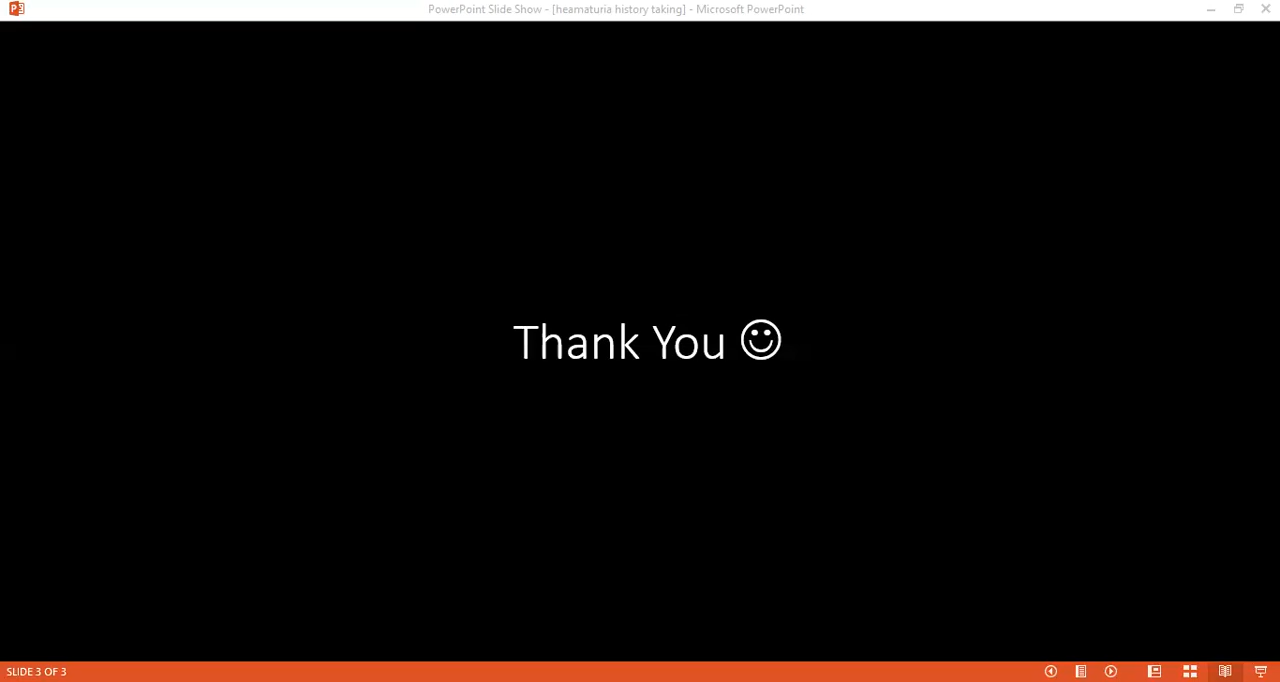 PowerPoint Slide Show - [heamaturia history taking] - Microsoft PowerPoint
Thank You ☺
SLIDE 3 OF 3